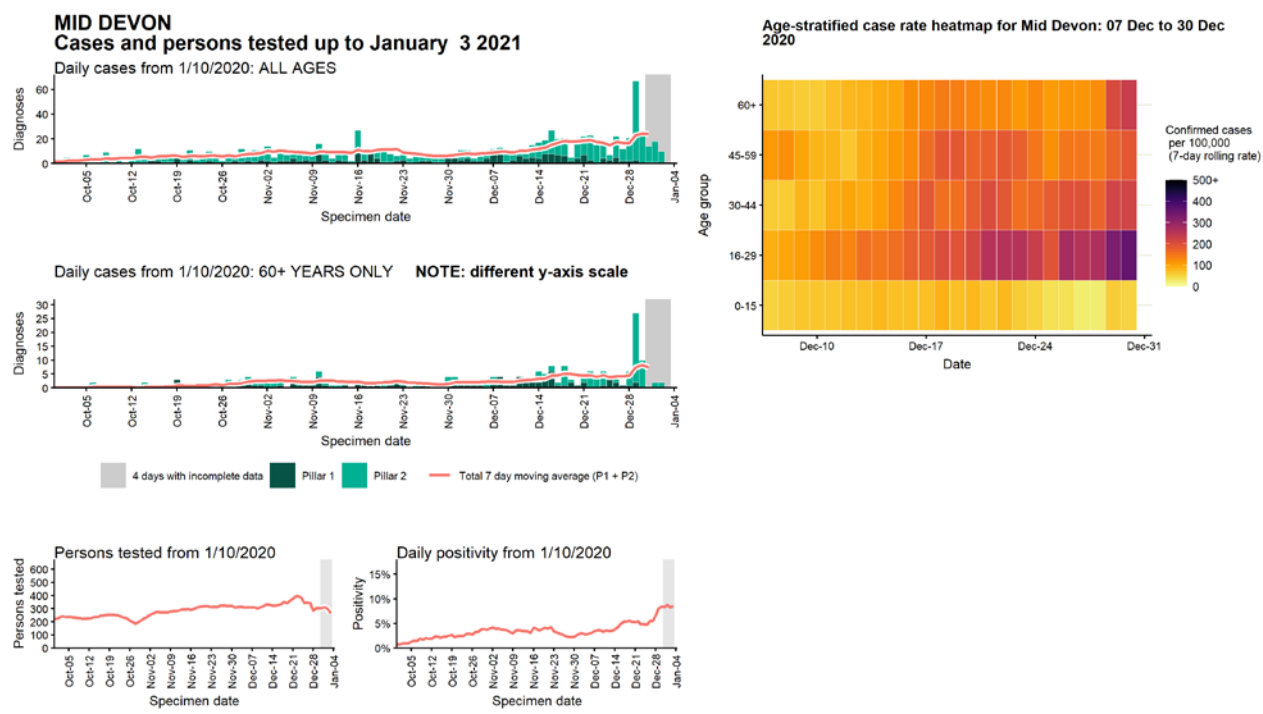 MID DEVON
Cases and persons tested up to January 3 2021
Daily cases from 1/10/2020: ALL AGES
Diagnoses
60
40
20
0
Oct-05
Oct-12
Oct-19
Oct-26
Nov-02
Nov-09
Nov-16
Nov-23
Nov-30
Dec-07
Dec-14
Dec-21
Dec-28
Jan-04
Specimen date
Daily cases from 1/10/2020: 60+ YEARS ONLY NOTE: different y-axis scale
Diagnoses
30
25
20
15
10
5
0
Oct-05
Oct-12
Oct-19
Oct-26
Nov-02
Nov-09
Nov-16
Nov-23
Nov-30
Dec-07
Dec-14
Dec-21
Dec-28
Jan-04
Specimen date
4 days with incomplete data Pillar 1 Pillar 2 Total 7 day moving average (P1 + P2)
Persons tested from 1/10/2020
Persons tested
600
500
400
300
200
100
0
Oct-05
Oct-12
Oct-19
Oct-26
Nov-02
Nov-09
Nov-16
Nov-23
Nov-30
Dec-07
Dec-14
Dec-21
Dec-28
Jan-04
Specimen date
Daily positivity from 1/10/2020
Positivity
15%
10%
5%
0%
Oct-05
Oct-12
Oct-19
Oct-26
Nov-02
Nov-09
Nov-16
Nov-23
Nov-30
Dec-07
Dec-14
Dec-21
Dec-28
Jan-04
Specimen date
Age-stratified case rate heatmap for Mid Devon: 07 Dec to 30 Dec
2020
Age group
60+
45-59
30-44
16-29
0-15
Dec-10
Dec-17
Dec-24
Dec-31
Date
Confirmed cases
per 100,000
(7-day rolling rate)
500+
400
300
200
100
0